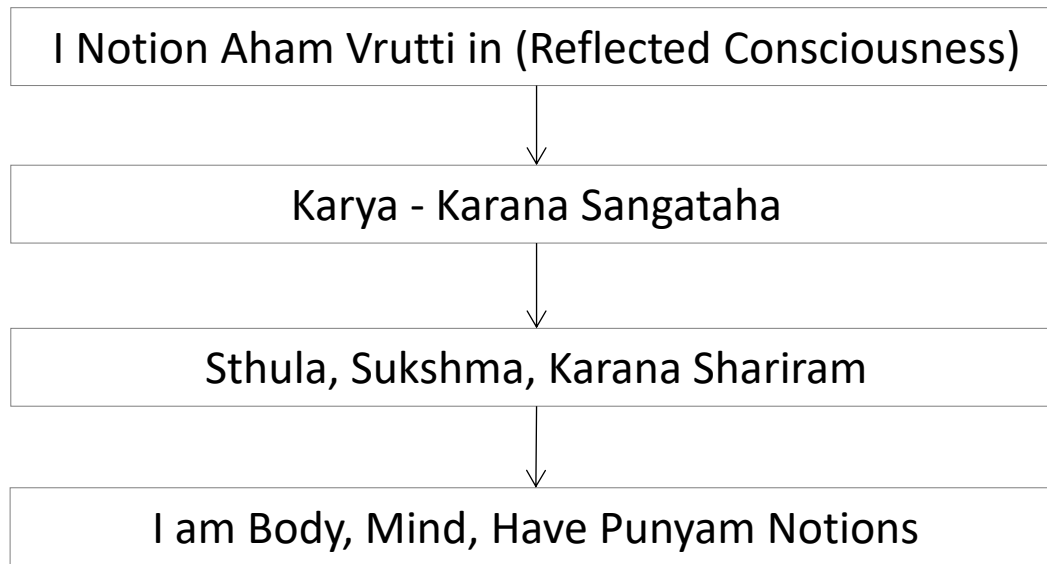 I Notion Aham Vrutti in (Reflected Consciousness)
Karya - Karana Sangataha
Sthula, Sukshma, Karana Shariram
I am Body, Mind, Have Punyam Notions